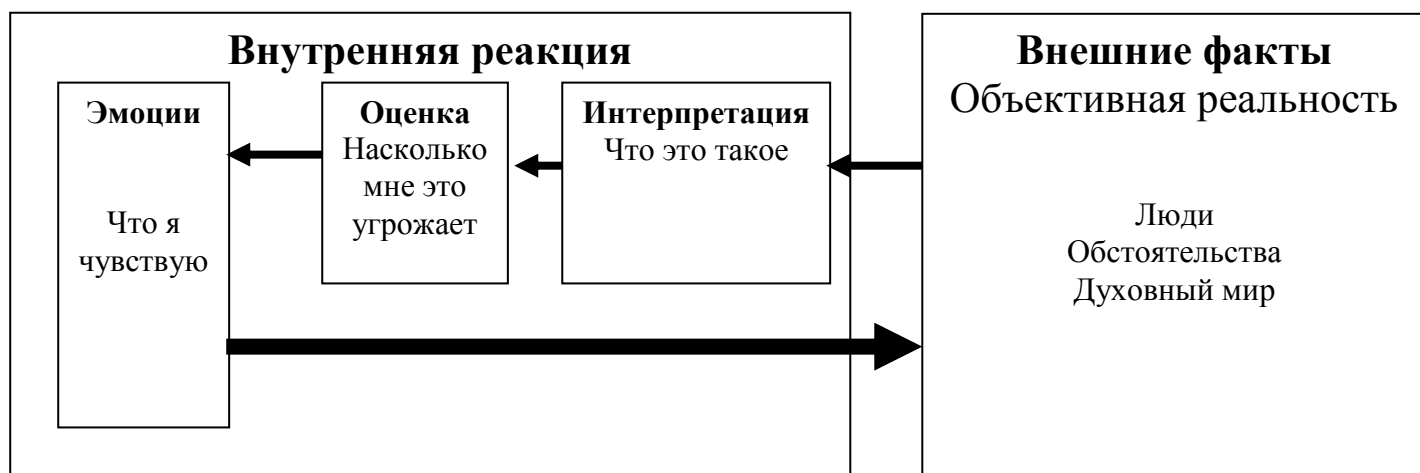 Внутренняя реакция
Эмоции
Что я
чувствую
Оценка
Насколько
мне это
угрожает
Интерпретация
Что это такое
Внешние факты
Объективная реальность
Люди
Обстоятельства
Духовный мир